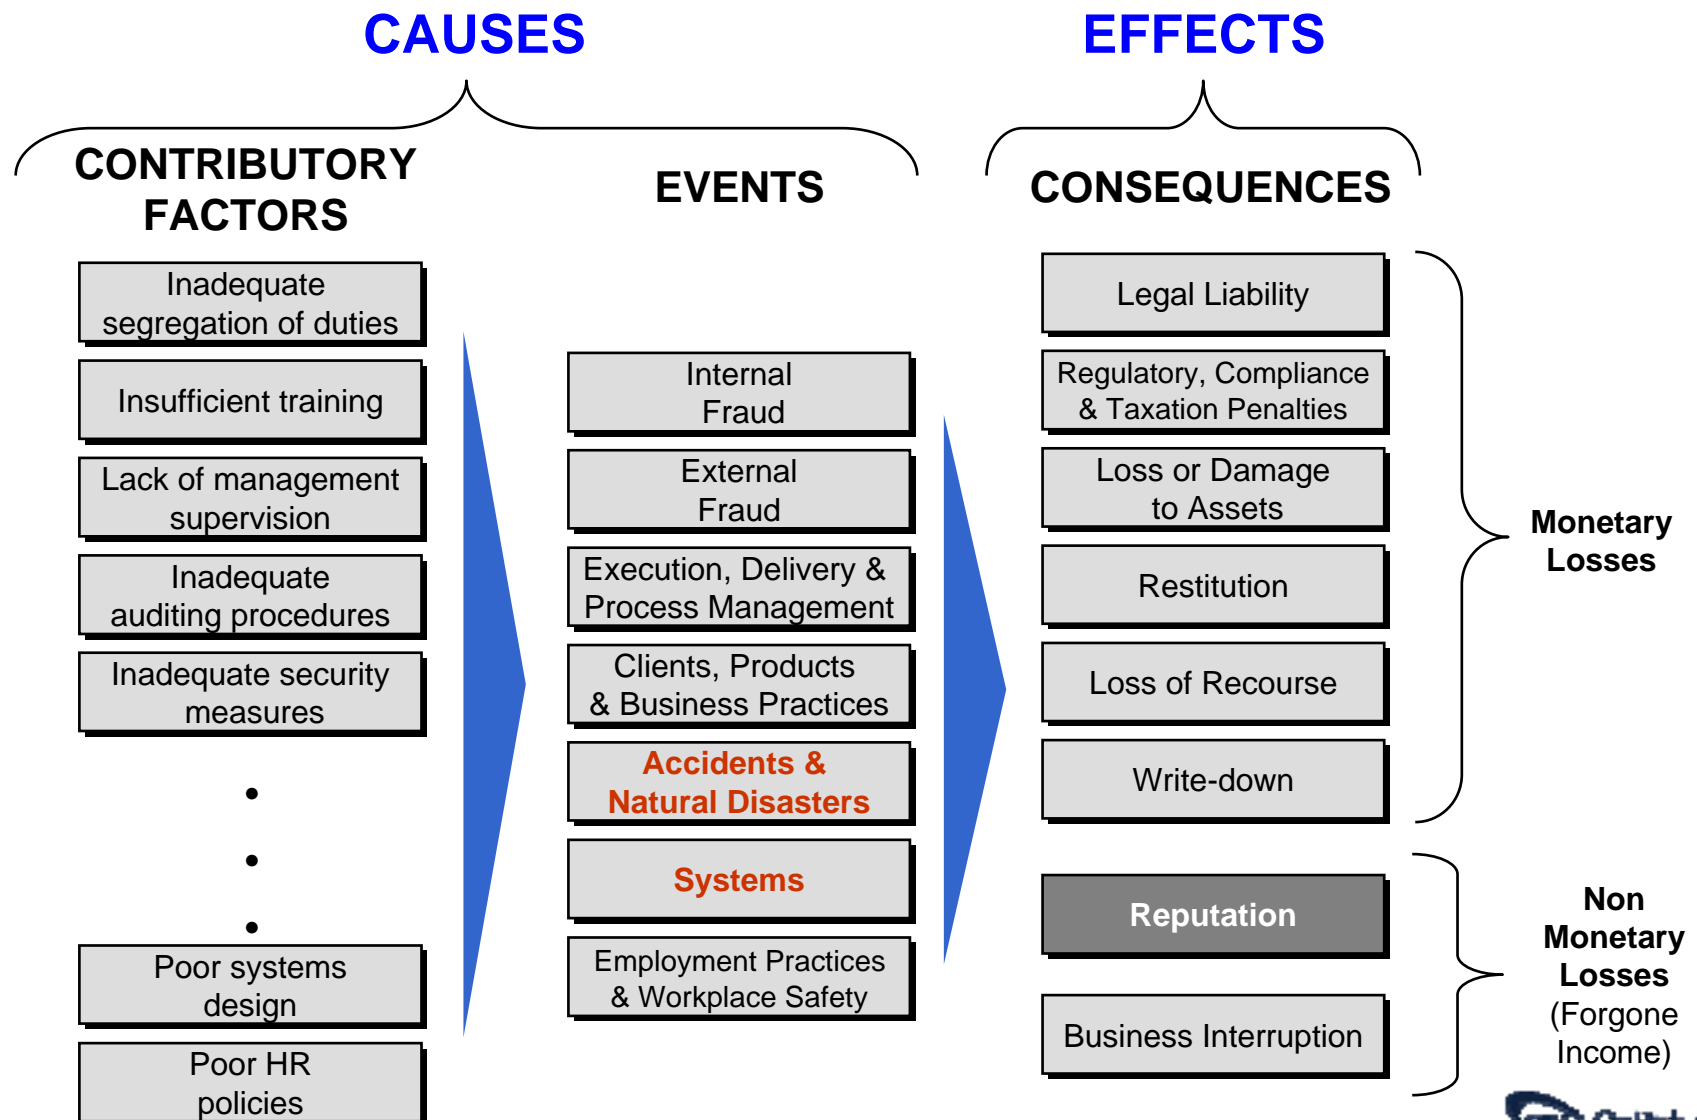 CAUSES
EFFECTS
CONTRIBUTORY
FACTORS
EVENTS
CONSEQUENCES
Inadequate
segregation of duties
Insufficient training
Lack of management
supervision
Inadequate
auditing procedures
Inadequate security
measures
•
•
•
Poor systems
design
Poor HR
policies
Internal
Fraud
External
Fraud
Execution, Delivery &
Process Management
Clients, Products
& Business Practices
Accidents &
Natural Disasters
Systems
Employment Practices
& Workplace Safety
Legal Liability
Regulatory, Compliance
& Taxation Penalties
Loss or Damage
to Assets
Restitution
Loss of Recourse
Write-down
Reputation
Business Interruption
Monetary
Losses
Non
Monetary
Losses
(Forgone
Income)